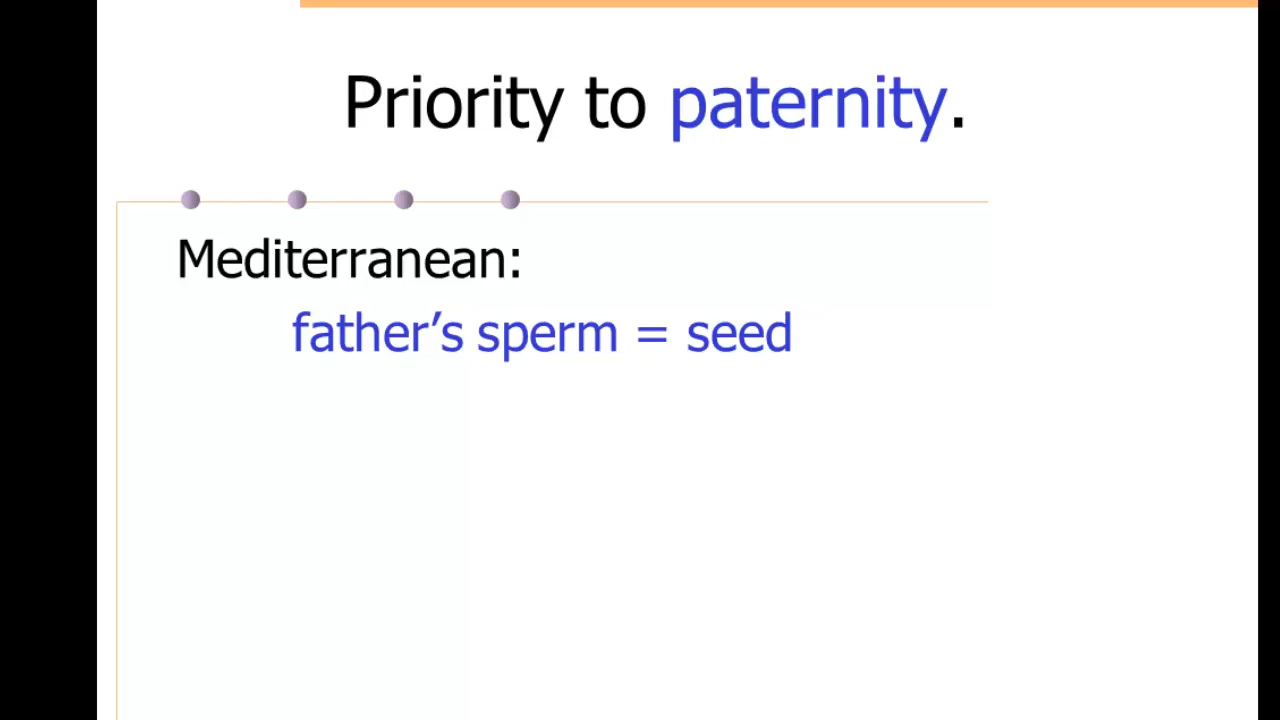 Priority to paternity.
Mediterranean:
father’s sperm = seed